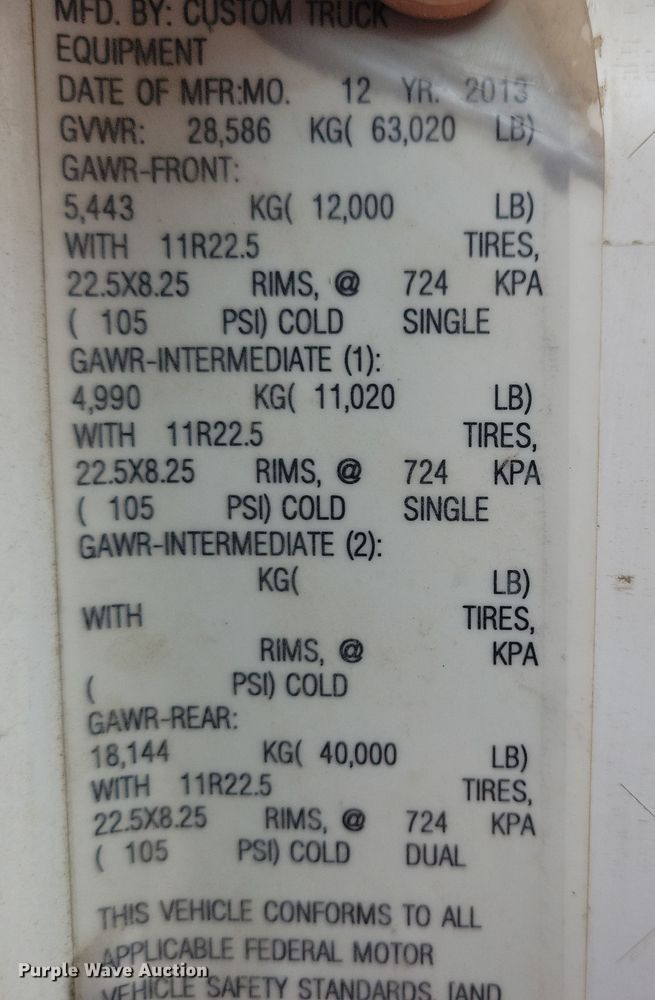 MFD. BY: CUSTOM TRUCK
EQUIPMENT
DATE OF MFR:MO. 12 YR. 2013
GVWR: 28,586 KG( 63,020 LB)
GAWR-FRONT:
5,443 KG( 12,000 LB)
WITH 11R22.5 TIRES,
22.5X8.25 RIMS, @ 724 KPA
( 105 PSI) COLD SINGLE
GAWR-INTERMEDIATE (1):
4,990 KG( 11,020 LB)
WITH 11R22.5 TIRES,
22.5X8.25 RIMS, @ 724 KPA
( 105 PSI) COLD SINGLE
GAWR-INTERMEDIATE (2):
KG( LB)
WITH TIRES,
RIMS, @ KPA
( PSI) COLD
GAWR-REAR:
18,144 KG( 40,000 LB)
WITH 11R22.5 TIRES,
22.5X8.25 RIMS, @ 724 KPA
( 105 PSI) COLD DUAL
THIS VEHICLE CONFORMS TO ALL
APPLICABLE FEDERAL MOTOR
VEHICLE SAFETY STANDARDS, [AND
Purple Wave Auction